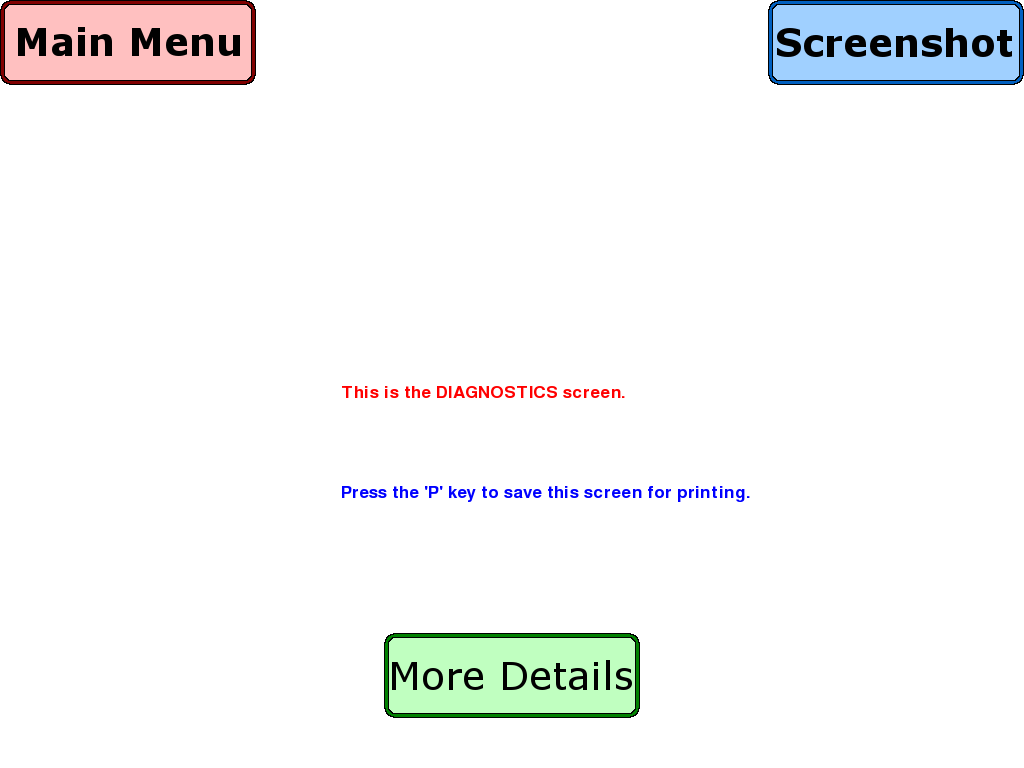 Main Menu
Screenshot
This is the DIAGNOSTICS screen.
Press the 'P' key to save this screen for printing.
More Details